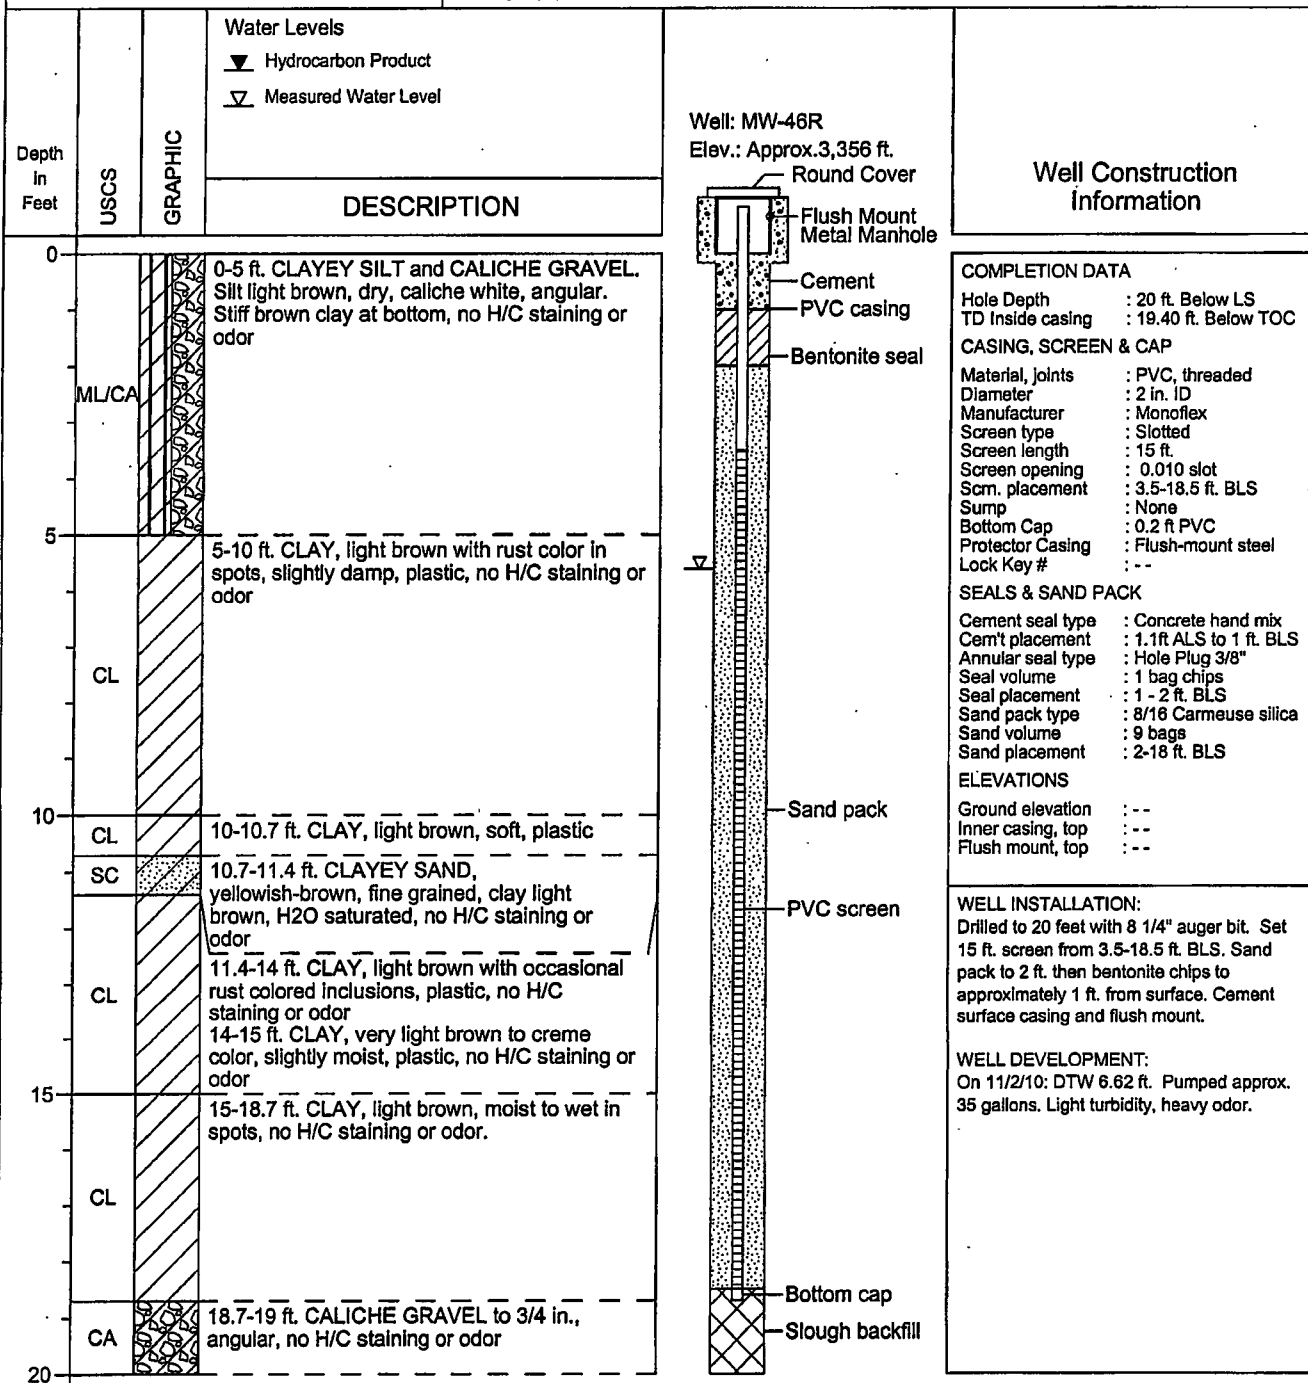 Water Levels
Hydrocarbon Product
Measured Water Level
Depth
in
Feet
USCS
GRAPHIC
DESCRIPTION
0
5
10
15
20
ML/CA
CL
CL
SC
CL
CL
CA
0-5 ft. CLAYEY SILT and CALICHE GRAVEL.
Silt light brown, dry, caliche white, angular.
Stiff brown clay at bottom, no H/C staining or
odor
5-10 ft. CLAY, light brown with rust color in
spots, slightly damp, plastic, no H/C staining or
odor
10-10.7 ft. CLAY, light brown, soft, plastic
10.7-11.4 ft. CLAYEY SAND,
yellowish-brown, fine grained, clay light
brown, H2O saturated, no H/C staining or
odor
11.4-14 ft. CLAY, light brown with occasional
rust colored inclusions, plastic, no H/C
staining or odor
14-15 ft. CLAY, very light brown to creme
color, slightly moist, plastic, no H/C staining or
odor
15-18.7 ft. CLAY, light brown, moist to wet in
spots, no H/C staining or odor.
18.7-19 ft. CALICHE GRAVEL to 3/4 in.,
angular, no H/C staining or odor
Well: MW-46R
Elev.: Approx.3,356 ft.
Round Cover
Flush Mount
Metal Manhole
Cement
PVC casing
Bentonite seal
Sand pack
PVC screen
Bottom cap
Slough backfill
Well Construction
Information
COMPLETION DATA
Hole Depth : 20 ft. Below LS
TD Inside casing : 19.40 ft. Below TOC
CASING, SCREEN & CAP
Material, joints : PVC, threaded
Diameter : 2 in. ID
Manufacturer : Monoflex
Screen type : Slotted
Screen length : 15 ft.
Screen opening : 0.010 slot
Scrn. placement : 3.5-18.5 ft. BLS
Sump : None
Bottom Cap : 0.2 ft PVC
Protector Casing : Flush-mount steel
Lock Key # : --
SEALS & SAND PACK
Cement seal type : Concrete hand mix
Cem't placement : 1.1ft ALS to 1 ft. BLS
Annular seal type : Hole Plug 3/8"
Seal volume : 1 bag chips
Seal placement : 1 - 2 ft. BLS
Sand pack type : 8/16 Carmeuse silica
Sand volume : 9 bags
Sand placement : 2-18 ft. BLS
ELEVATIONS
Ground elevation : --
Inner casing, top : --
Flush mount, top : --
WELL INSTALLATION:
Drilled to 20 feet with 8 1/4" auger bit. Set
15 ft. screen from 3.5-18.5 ft. BLS. Sand
pack to 2 ft. then bentonite chips to
approximately 1 ft. from surface. Cement
surface casing and flush mount.
WELL DEVELOPMENT:
On 11/2/10: DTW 6.62 ft. Pumped approx.
35 gallons. Light turbidity, heavy odor.